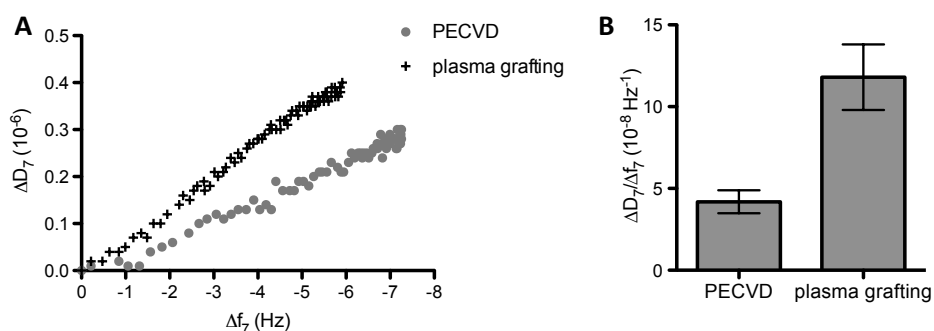 A
PECVD
plasma grafting
ΔD7 (10-6)
0.5
0.4
0.3
0.2
0.1
0.0
0 -1 -2 -3 -4 -5 -6 -7 -8
Δf7 (Hz)
B
ΔD7/Δf7 (10-8 Hz-1)
15
10
5
0
PECVD plasma grafting